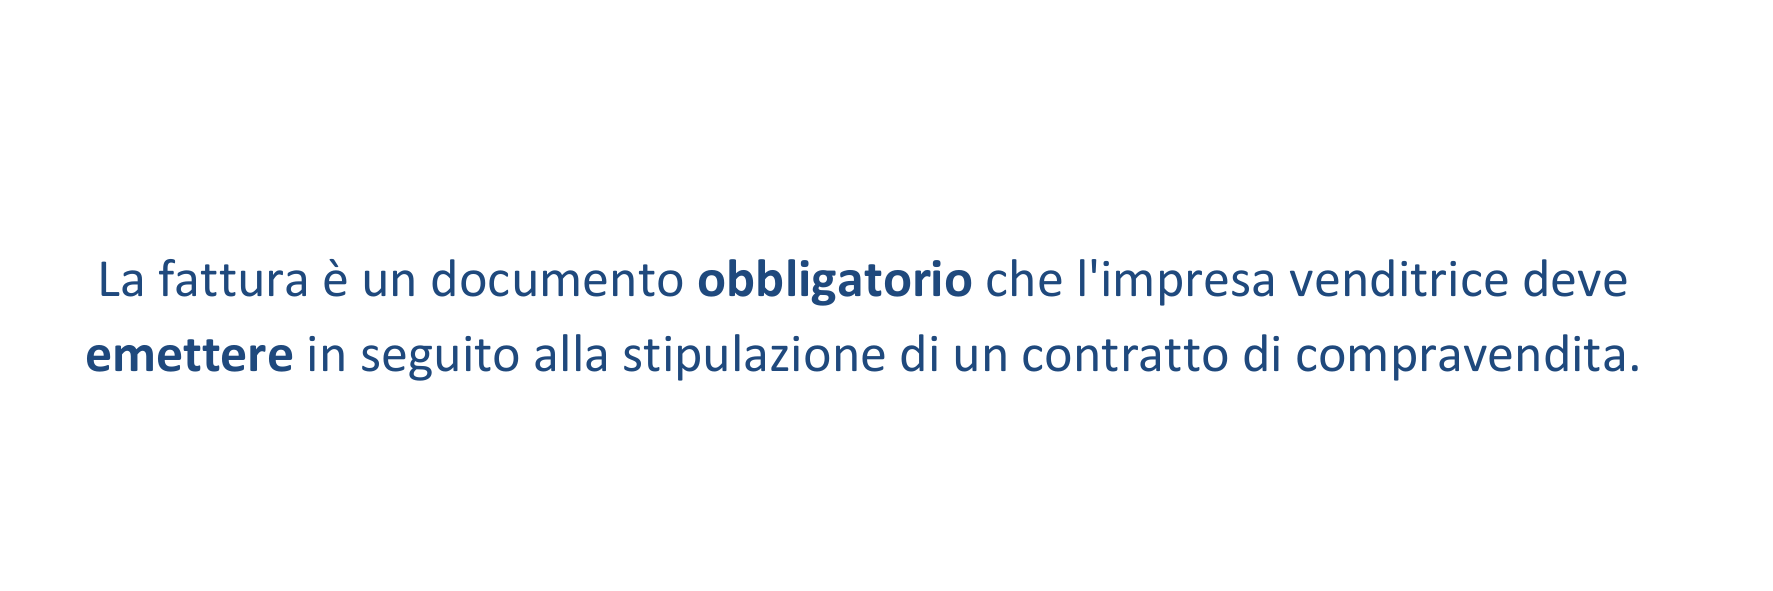 La fattura è un documento obbligatorio che l'impresa venditrice deve
emettere in seguito alla stipulazione di un contratto di compravendita.